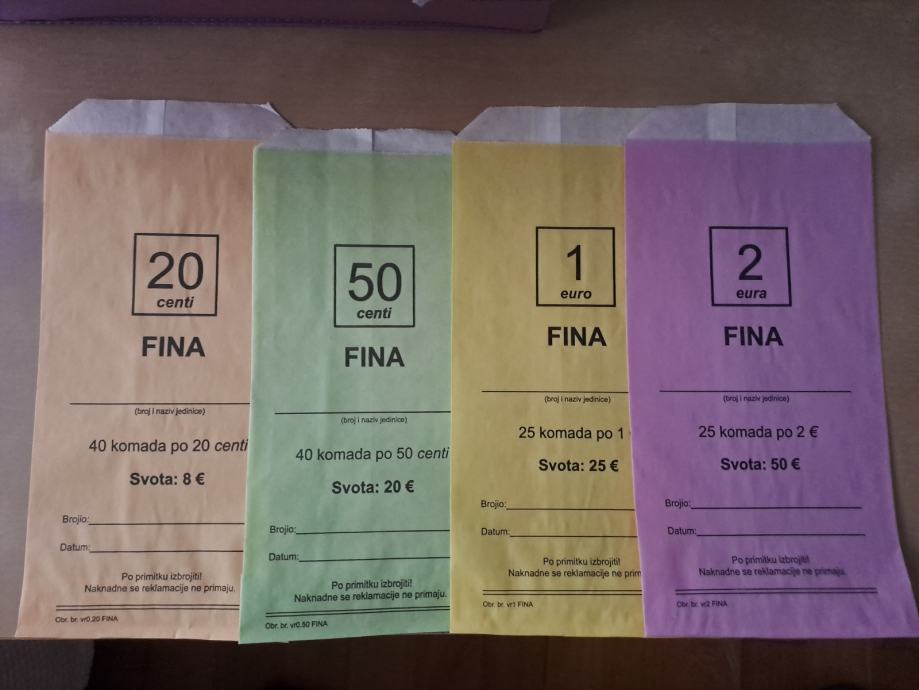 20
centi
FINA
(broj i naziv jedinice)
40 komada po 20 centi
Svota: 8 €
Brojio:
Datum:
Po primitku izbrojiti!
Naknadne se reklamacije ne primaju.
Obr. br. vr0.20 FINA
50
centi
FINA
(broj i naziv jedinice)
40 komada po 50 centi
Svota: 20 €
Brojio:
Datum:
Po primitku izbrojiti!
Naknadne se reklamacije ne primaju.
Obr. br. vr0.50 FINA
1
euro
FINA
(broj i naziv jedinice)
25 komada po 1
Svota: 25 €
Brojio:
Datum:
Po primitku izbrojiti!
Naknadne se reklamacije ne prim
Obr. br. vr1 FINA
2
eura
FINA
(broj i naziv jedinice)
25 komada po 2 €
Svota: 50 €
Brojio:
Datum:
Po primitku izbrojiti!
Naknadne se reklamacije ne primaju.
Obr. br. vr2 FINA